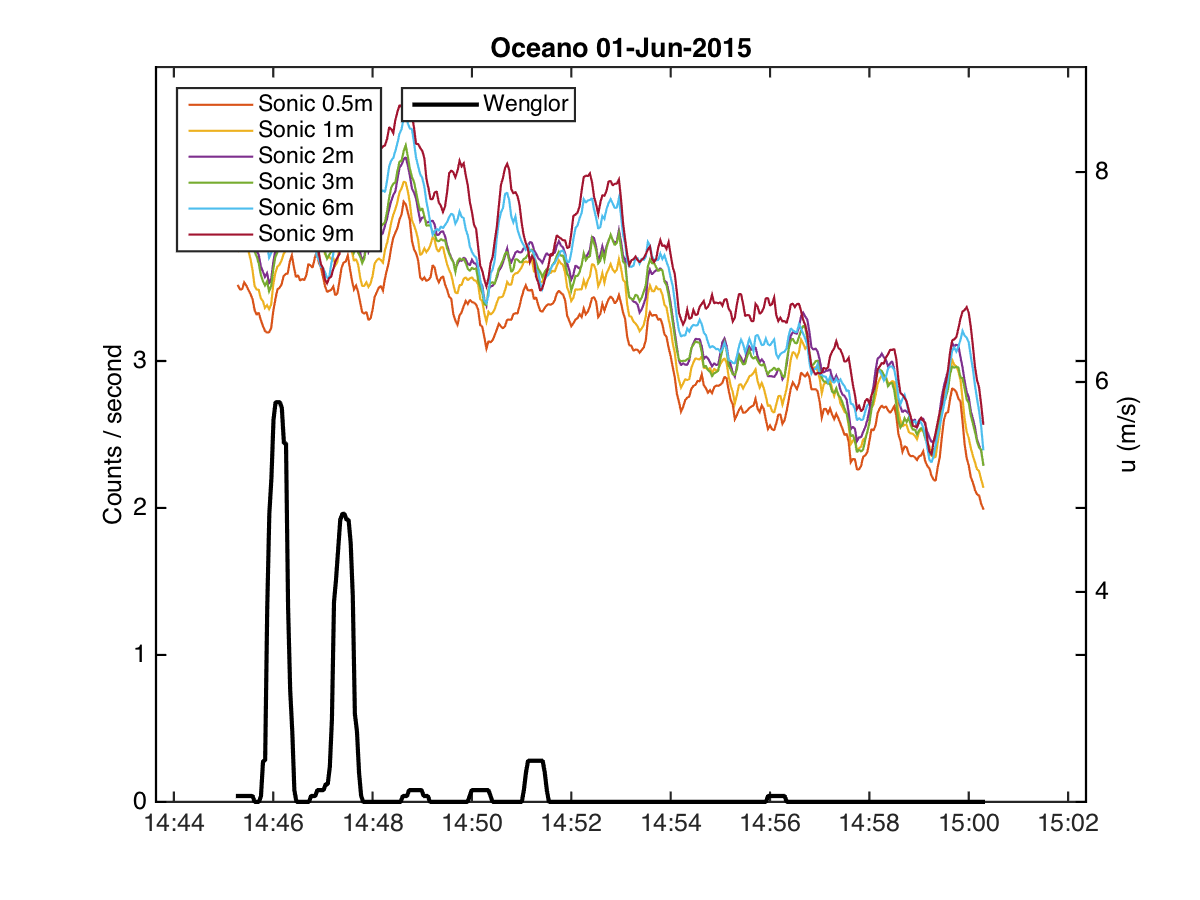 Oceano 01-Jun-2015
Sonic 0.5m
Sonic 1m
Sonic 2m
Sonic 3m
Sonic 6m
Sonic 9m
Wenglor
Counts / second
3
2
1
0
8
6
4
u (m/s)
14:44 14:46 14:48 14:50 14:52 14:54 14:56 14:58 15:00 15:02